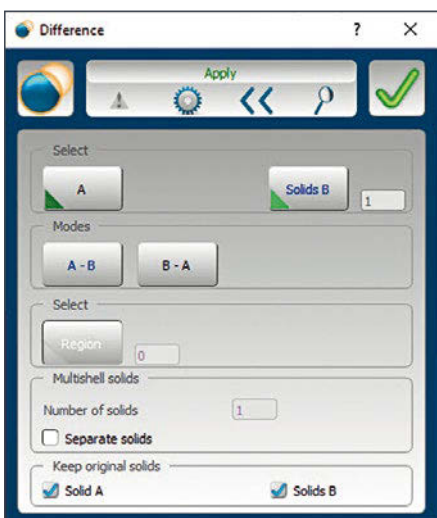 Difference ? ×
Apply
Select
A Solids B 1
Modes
A - B B - A
Select
Region 0
Multishell solids
Number of solids 1
Separate solids
Keep original solids
Solid A Solids B